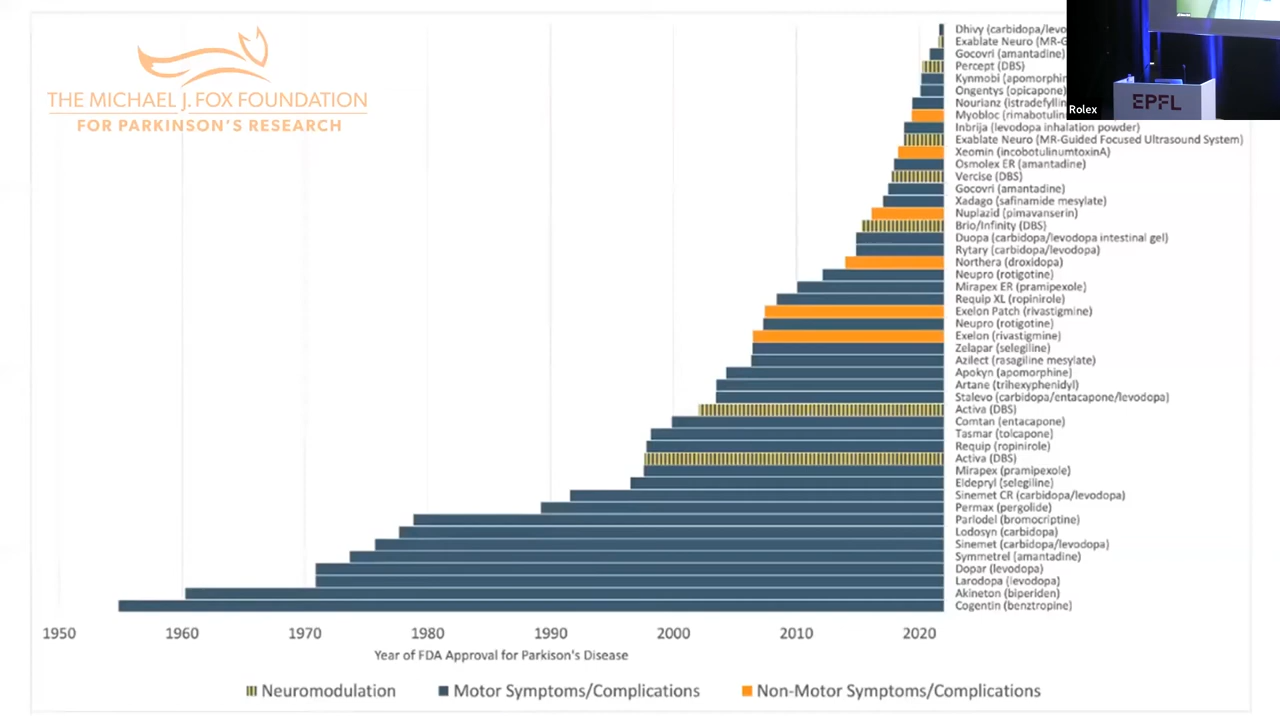 THE MICHAEL J. FOX FOUNDATION
FOR PARKINSON'S RESEARCH
Dhivy (carbidopa/levo
Exablate Neuro (MR-G
Gocovri (amantadine)
Percept (DBS)
Kynmobi (apomorphin
Ongentys (opicapone)
Nourianz (istradefyllin
Myobloc (rimabotulin
Inbrija (levodopa inhalation powder)
Exablate Neuro (MR-Guided Focused Ultrasound System)
Xeomin (incobotulinumtoxinA)
Osmolex ER (amantadine)
Vercise (DBS)
Gocovri (amantadine)
Xadago (safinamide mesylate)
Nuplazid (pimavanserin)
Brio/Infinity (DBS)
Duopa (carbidopa/levodopa intestinal gel)
Rytary (carbidopa/levodopa)
Northera (droxidopa)
Neupro (rotigotine)
Mirapex ER (pramipexole)
Requip XL (ropinirole)
Exelon Patch (rivastigmine)
Neupro (rotigotine)
Exelon (rivastigmine)
Zelapar (selegiline)
Azilect (rasagiline mesylate)
Apokyn (apomorphine)
Artane (trihexyphenidyl)
Stalevo (carbidopa/entacapone/levodopa)
Activa (DBS)
Comtan (entacapone)
Tasmar (tolcapone)
Requip (ropinirole)
Activa (DBS)
Mirapex (pramipexole)
Eldepryl (selegiline)
Sinemet CR (carbidopa/levodopa)
Permax (pergolide)
Parlodel (bromocriptine)
Lodosyn (carbidopa)
Sinemet (carbidopa/levodopa)
Symmetrel (amantadine)
Dopar (levodopa)
Larodopa (levodopa)
Akineton (biperiden)
Cogentin (benztropine)
1950 1960 1970 1980 1990 2000 2010 2020
Year of FDA Approval for Parkison's Disease
Neuromodulation Motor Symptoms/Complications Non-Motor Symptoms/Complications
EPFL
Rolex